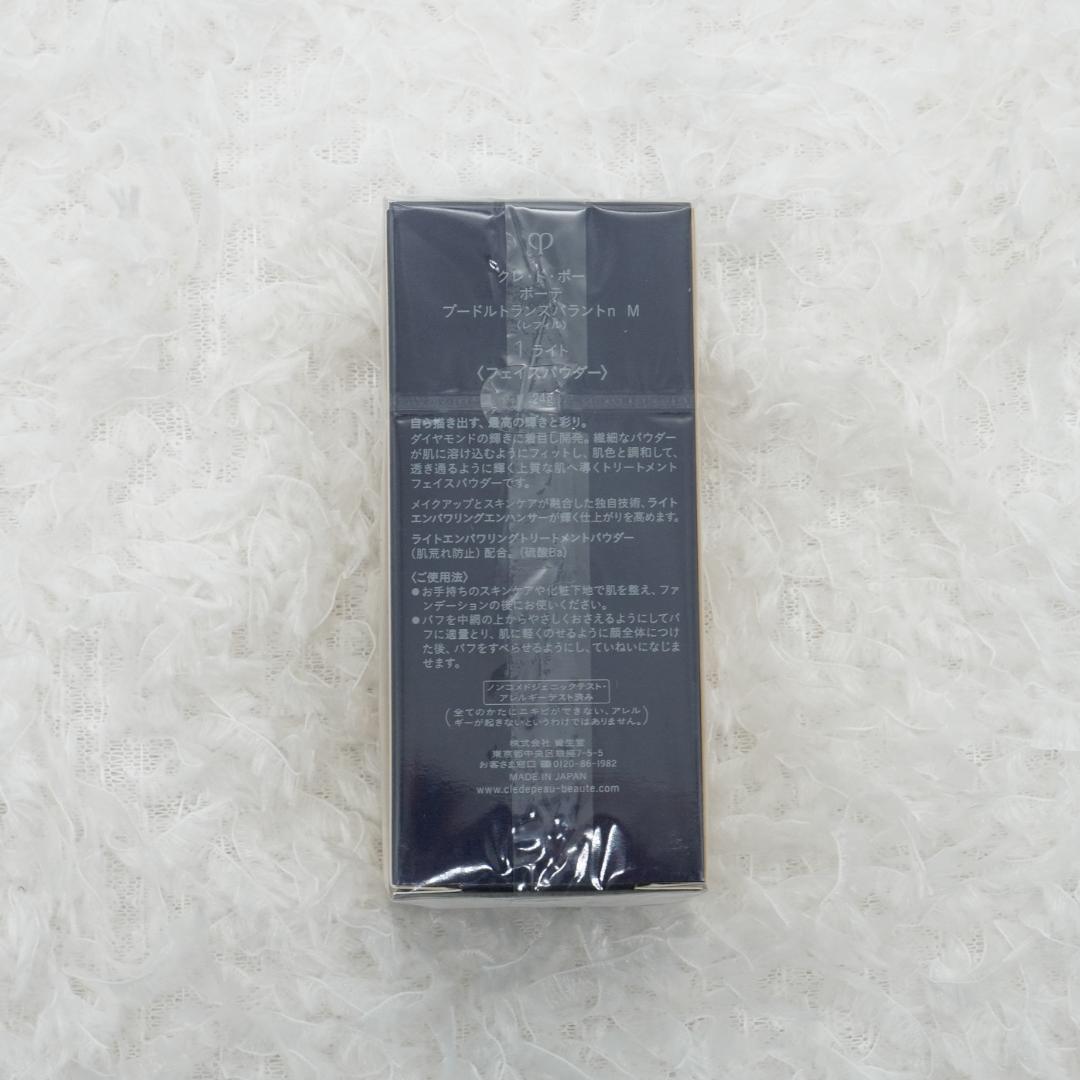 クレ・ド・ポー
ボーテ
プードルトランスパラントn M
(レフィル)
1 ライト
〈フェイスパウダー〉
24g
自ら描き出す、最高の輝きと彩り。
ダイヤモンドの輝きに着目し開発。繊細なパウダー
が肌に溶け込むようにフィットし、肌色と調和して、
透き通るように輝く上質な肌へ導くトリートメント
フェイスパウダーです。
メイクアップとスキンケアが融合した独自技術、ライト
エンパワリングエンハンサーが輝く仕上がりを高めます。
ライトエンパワリングトリートメントパウダー
(肌荒れ防止)配合。(硫酸Ba)
〈ご使用法〉
●お手持ちのスキンケアや化粧下地で肌を整え、ファ
ンデーションの後にお使いください。
●パフを中網の上からやさしくおさえるようにしてパ
フに適量とり、肌に軽くのせるように顔全体につけ
た後、パフをすべらせるようにし、ていねいになじま
せます。
ノンコメドジェニックテスト・
アレルギーテスト済み
(全てのかたにニキビができない、アレル
ギーが起きないというわけではありません。)
株式会社 資生堂
東京都中央区銀座7-5-5
お客さま窓口 0120-86-1982
MADE IN JAPAN
www.cledepeau-beaute.com